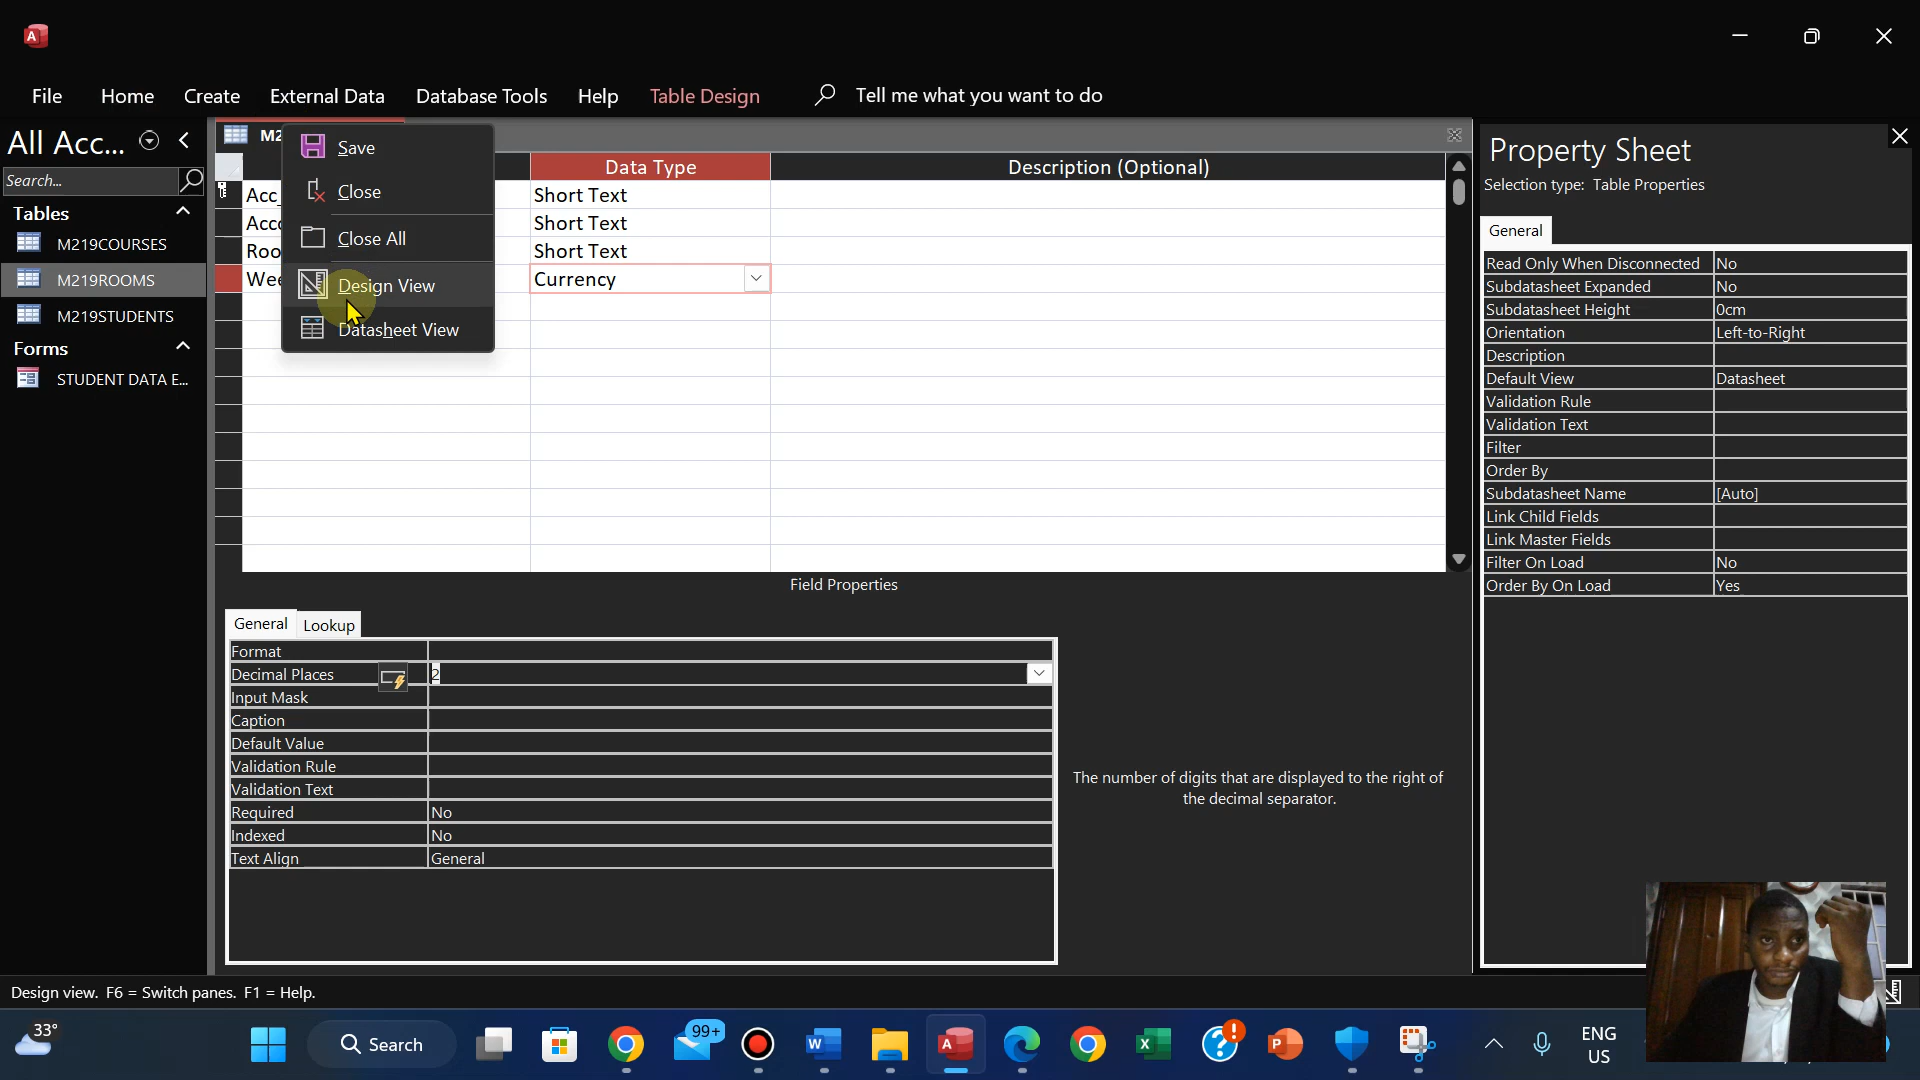 A
File Home Create External Data Database Tools Help Table Design Tell me what you want to do
All Acc...
Search...
Tables
M219COURSES
M219ROOMS
M219STUDENTS
Forms
STUDENT DATA E...
M2
Save
Close
Close All
Design View
Datasheet View
Data Type Description (Optional)
Acc_ Short Text
Acco Short Text
Roo Short Text
Wee Currency
Field Properties
General Lookup
Format
Decimal Places 2
Input Mask
Caption
Default Value
Validation Rule
Validation Text
Required No
Indexed No
Text Align General
The number of digits that are displayed to the right of
the decimal separator.
Property Sheet
Selection type: Table Properties
General
Read Only When Disconnected No
Subdatasheet Expanded No
Subdatasheet Height 0cm
Orientation Left-to-Right
Description
Default View Datasheet
Validation Rule
Validation Text
Filter
Order By
Subdatasheet Name [Auto]
Link Child Fields
Link Master Fields
Filter On Load No
Order By On Load Yes
Design view. F6 = Switch panes. F1 = Help.
33°
Search
99+
W
A
X
?
!
P
ENG
US